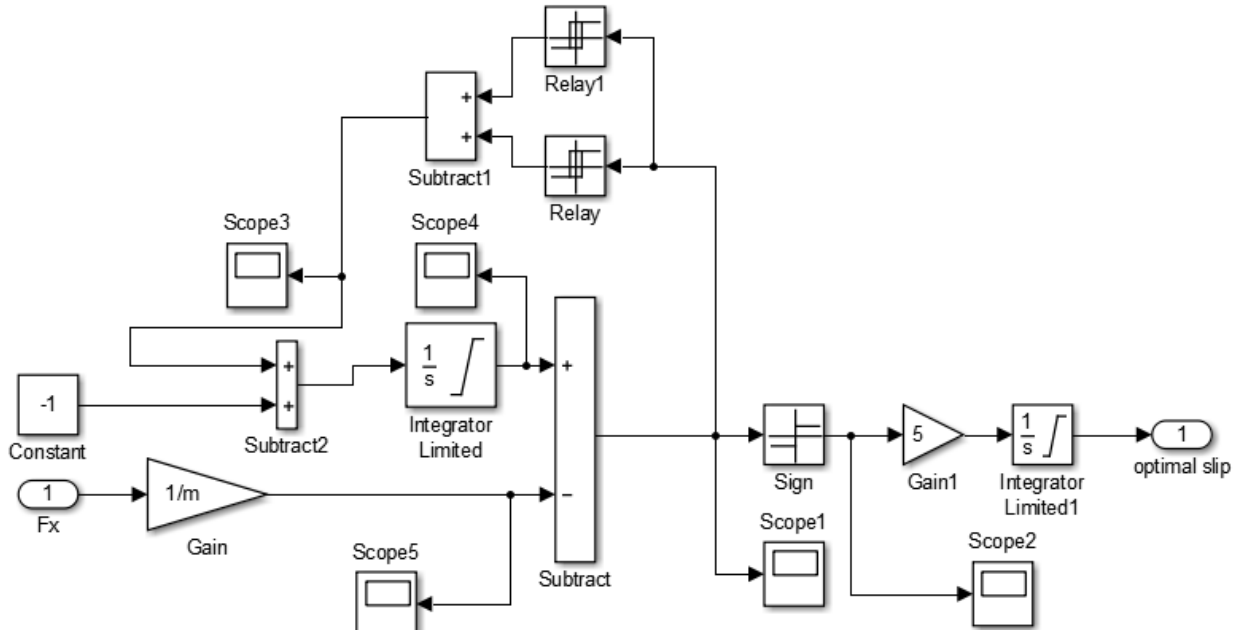 Relay1
+
+
Subtract1
Relay
Scope3
Scope4
1
s
+
+
+
-1
Integrator
Limited
Subtract2
Constant
1
Fx
1/m
Gain
−
Sign
5
Gain1
1
s
Integrator
Limited1
1
optimal slip
Scope1
Scope2
Scope5
Subtract